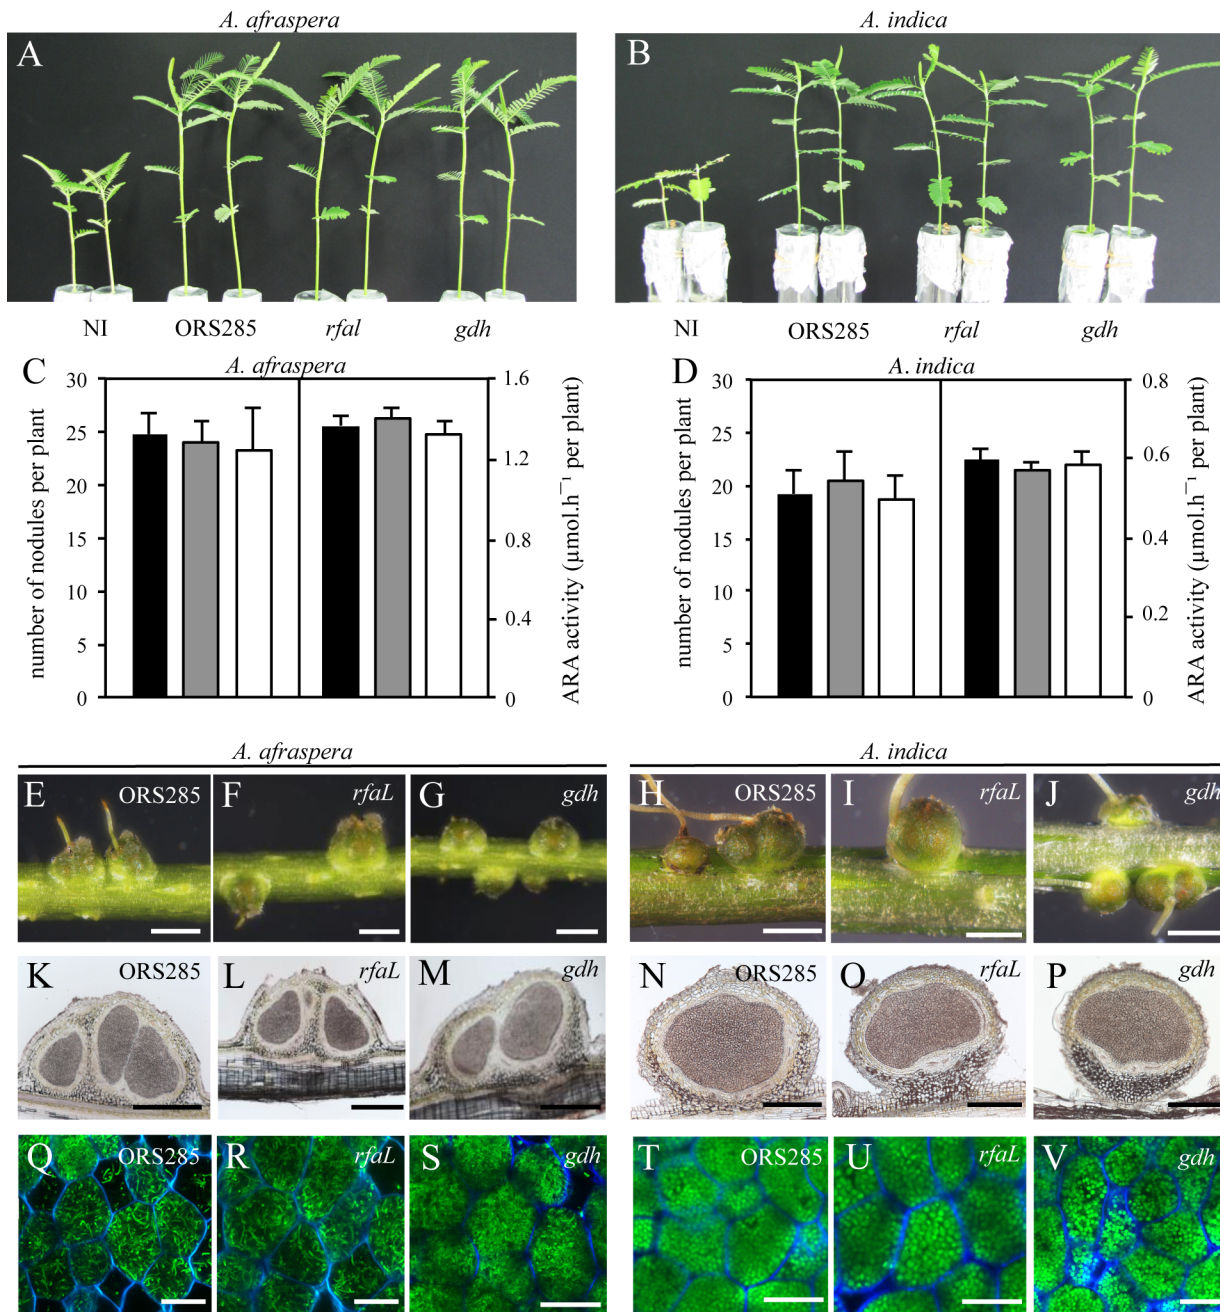 A. afraspera
A. indica
A
B
NI ORS285 rfal gdh
NI ORS285 rfal gdh
C
A. afraspera
number of nodules per plant
30
25
20
15
10
5
0
1.6
1.2
0.8
0.4
0
ARA activity (µmol.h⁻¹ per plant)
D
A. indica
number of nodules per plant
30
25
20
15
10
5
0
0.8
0.6
0.4
0.2
0
ARA activity (µmol.h⁻¹ per plant)
A. afraspera
A. indica
E ORS285
F rfaL
G gdh
H ORS285
I rfaL
J gdh
K ORS285
L rfaL
M gdh
N ORS285
O rfaL
P gdh
Q ORS285
R rfaL
S gdh
T ORS285
U rfaL
V gdh